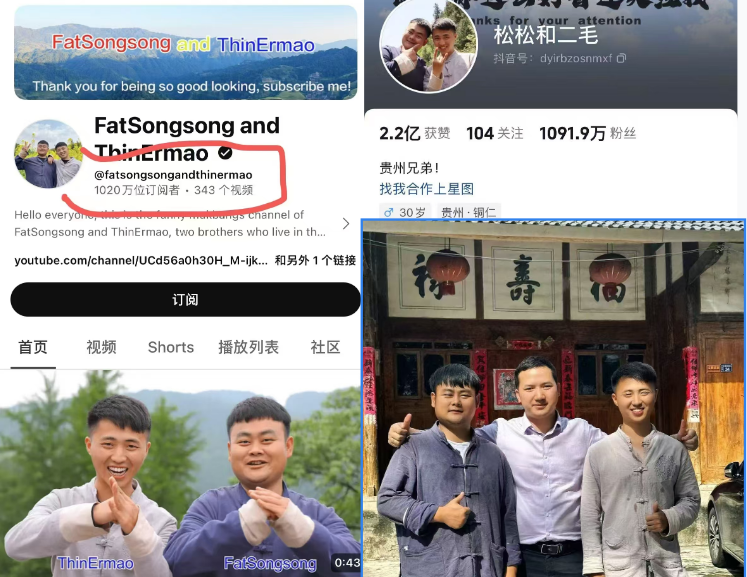 FatSongsong and ThinErmao
Thank you for being so good looking, subscribe me!
FatSongsong and
ThinErmao
@fatsongsongandthinermao
1020万位订阅者 • 343 个视频
Hello everyone, this is the funny mukbangs channel of
FatSongsong and ThinErmao, two brothers who live in th...
youtube.com/channel/UCd56a0h30H_M-ijk... 和另外 1 个链接
订阅
首页 视频 Shorts 播放列表 社区
ThinErmao
FatSongsong
0:43
for your attention
松松和二毛
抖音号: dyirbzosnmxf
2.2亿 获赞 104 关注 1091.9万 粉丝
贵州兄弟!
找我合作上星图
♂ 30岁 贵州·铜仁
禄 壽 福